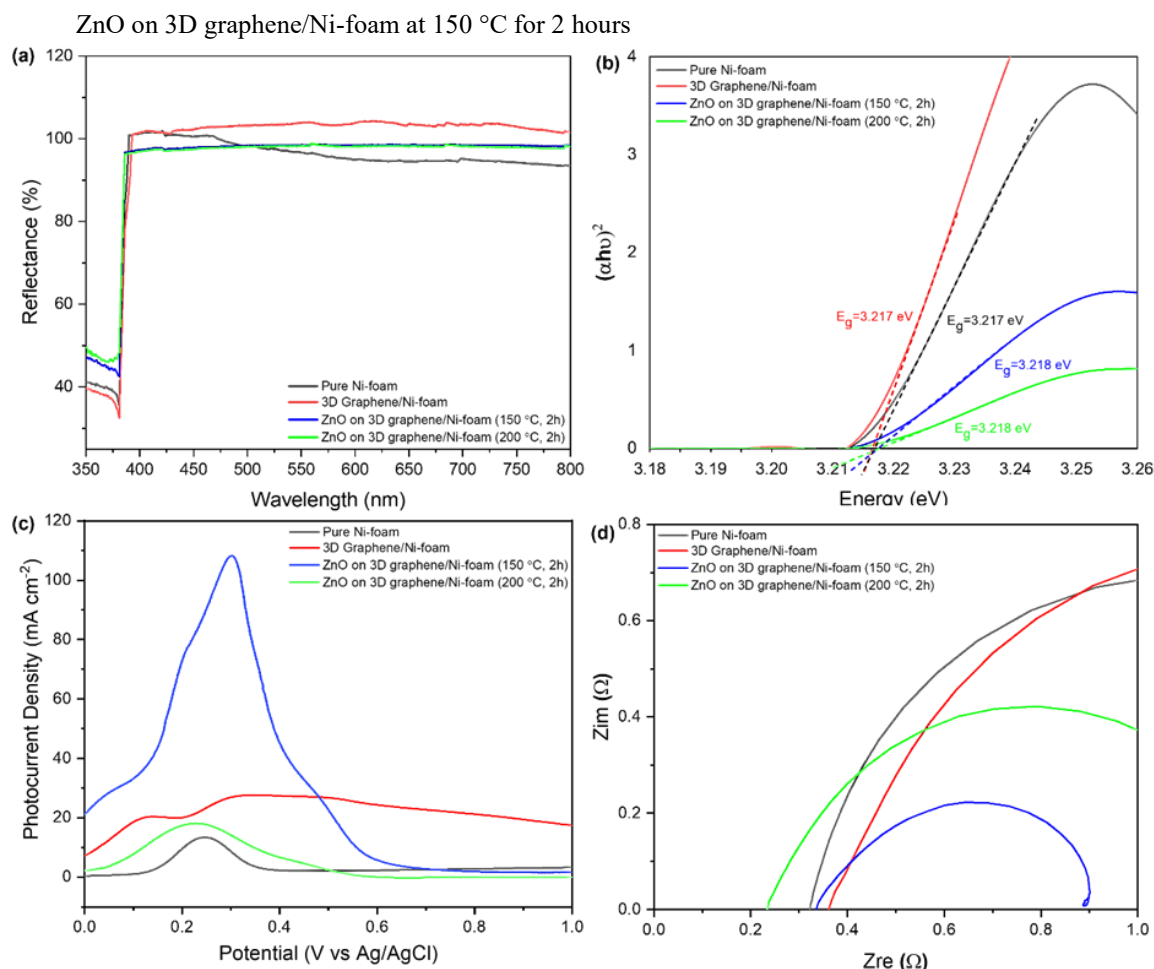 ZnO on 3D graphene/Ni-foam at 150 °C for 2 hours
(a)
120
100
80
60
40
Reflectance (%)
Pure Ni-foam
3D Graphene/Ni-foam
ZnO on 3D graphene/Ni-foam (150 °C, 2h)
ZnO on 3D graphene/Ni-foam (200 °C, 2h)
350 400 450 500 550 600 650 700 750 800
Wavelength (nm)
(b)
4
3
2
1
0
(αhυ)²
Pure Ni-foam
3D Graphene/Ni-foam
ZnO on 3D graphene/Ni-foam (150 °C, 2h)
ZnO on 3D graphene/Ni-foam (200 °C, 2h)
Eg=3.217 eV
Eg=3.217 eV
Eg=3.218 eV
Eg=3.218 eV
3.18 3.19 3.20 3.21 3.22 3.23 3.24 3.25 3.26
Energy (eV)
(c)
120
100
80
60
40
20
0
Photocurrent Density (mA cm⁻²)
Pure Ni-foam
3D Graphene/Ni-foam
ZnO on 3D graphene/Ni-foam (150 °C, 2h)
ZnO on 3D graphene/Ni-foam (200 °C, 2h)
0.0 0.2 0.4 0.6 0.8 1.0
Potential (V vs Ag/AgCl)
(d)
0.8
0.6
0.4
0.2
0.0
Zim (Ω)
Pure Ni-foam
3D Graphene/Ni-foam
ZnO on 3D graphene/Ni-foam (150 °C, 2h)
ZnO on 3D graphene/Ni-foam (200 °C, 2h)
0.0 0.2 0.4 0.6 0.8 1.0
Zre (Ω)